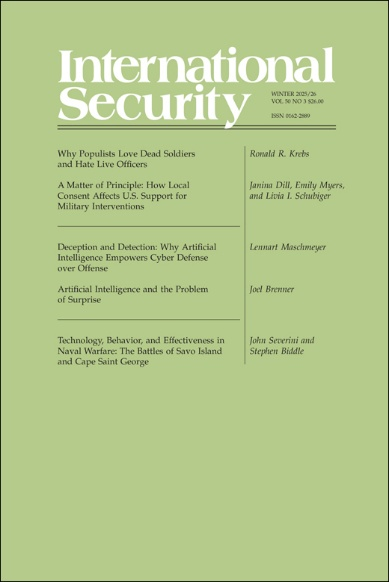 International
Security
WINTER 2025/26
VOL 50 NO 3 $26.00
ISSN 0162-2889
Why Populists Love Dead Soldiers
and Hate Live Officers
Ronald R. Krebs
A Matter of Principle: How Local
Consent Affects U.S. Support for
Military Interventions
Janina Dill, Emily Myers,
and Livia I. Schubiger
Deception and Detection: Why Artificial
Intelligence Empowers Cyber Defense
over Offense
Lennart Maschmeyer
Artificial Intelligence and the Problem
of Surprise
Joel Brenner
Technology, Behavior, and Effectiveness in
Naval Warfare: The Battles of Savo Island
and Cape Saint George
John Severini and
Stephen Biddle